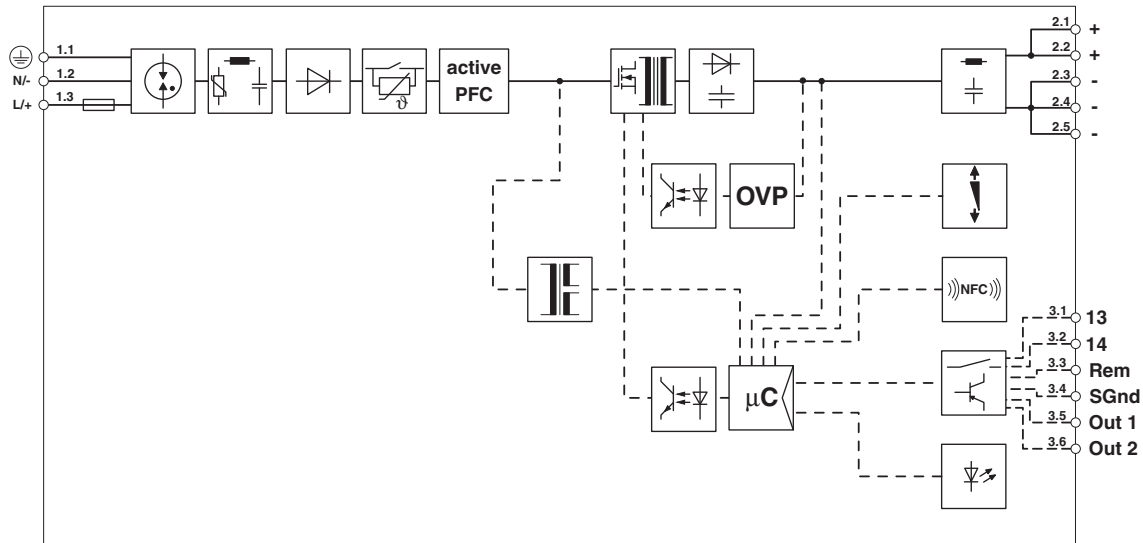 1.1
N/- 1.2
L/+ 1.3
active
PFC
ϑ
2.1 +
2.2 +
2.3 -
2.4 -
2.5 -
OVP
NFC
μC
3.1 13
3.2 14
3.3 Rem
3.4 SGnd
3.5 Out 1
3.6 Out 2